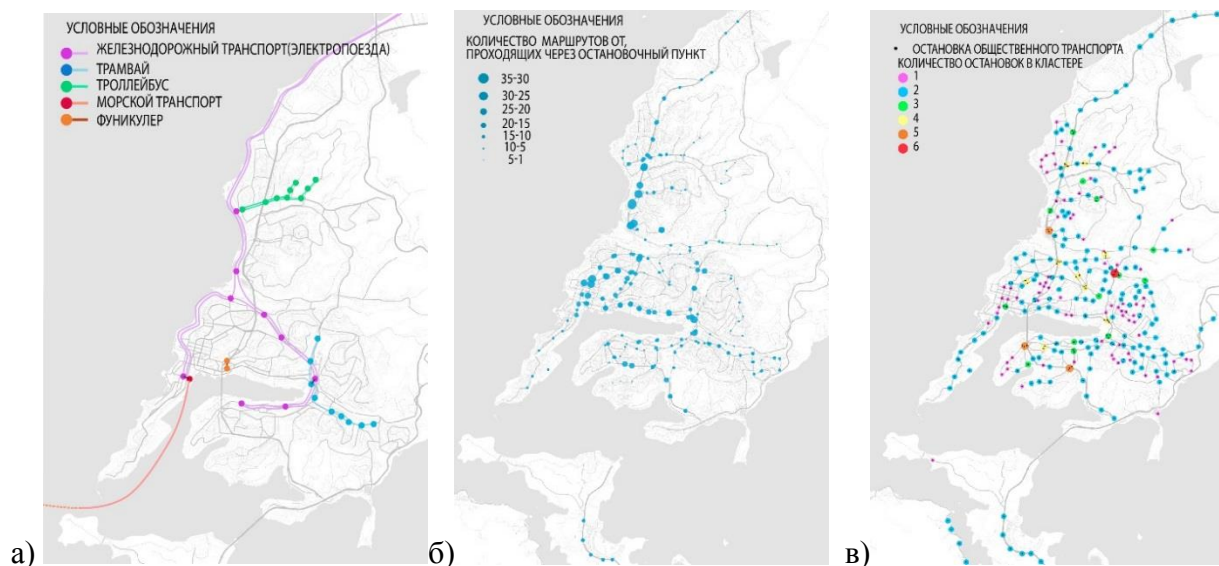 УСЛОВНЫЕ ОБОЗНАЧЕНИЯ
ЖЕЛЕЗНОДОРОЖНЫЙ ТРАНСПОРТ(ЭЛЕКТРОПОЕЗДА)
ТРАМВАЙ
ТРОЛЛЕЙБУС
МОРСКОЙ ТРАНСПОРТ
ФУНИКУЛЕР
а)
УСЛОВНЫЕ ОБОЗНАЧЕНИЯ
КОЛИЧЕСТВО МАРШРУТОВ ОТ,
ПРОХОДЯЩИХ ЧЕРЕЗ ОСТАНОВОЧНЫЙ ПУНКТ
35-30
30-25
25-20
20-15
15-10
10-5
5-1
б)
УСЛОВНЫЕ ОБОЗНАЧЕНИЯ
ОСТАНОВКА ОБЩЕСТВЕННОГО ТРАНСПОРТА
КОЛИЧЕСТВО ОСТАНОВОК В КЛАСТЕРЕ
1
2
3
4
5
6
в)